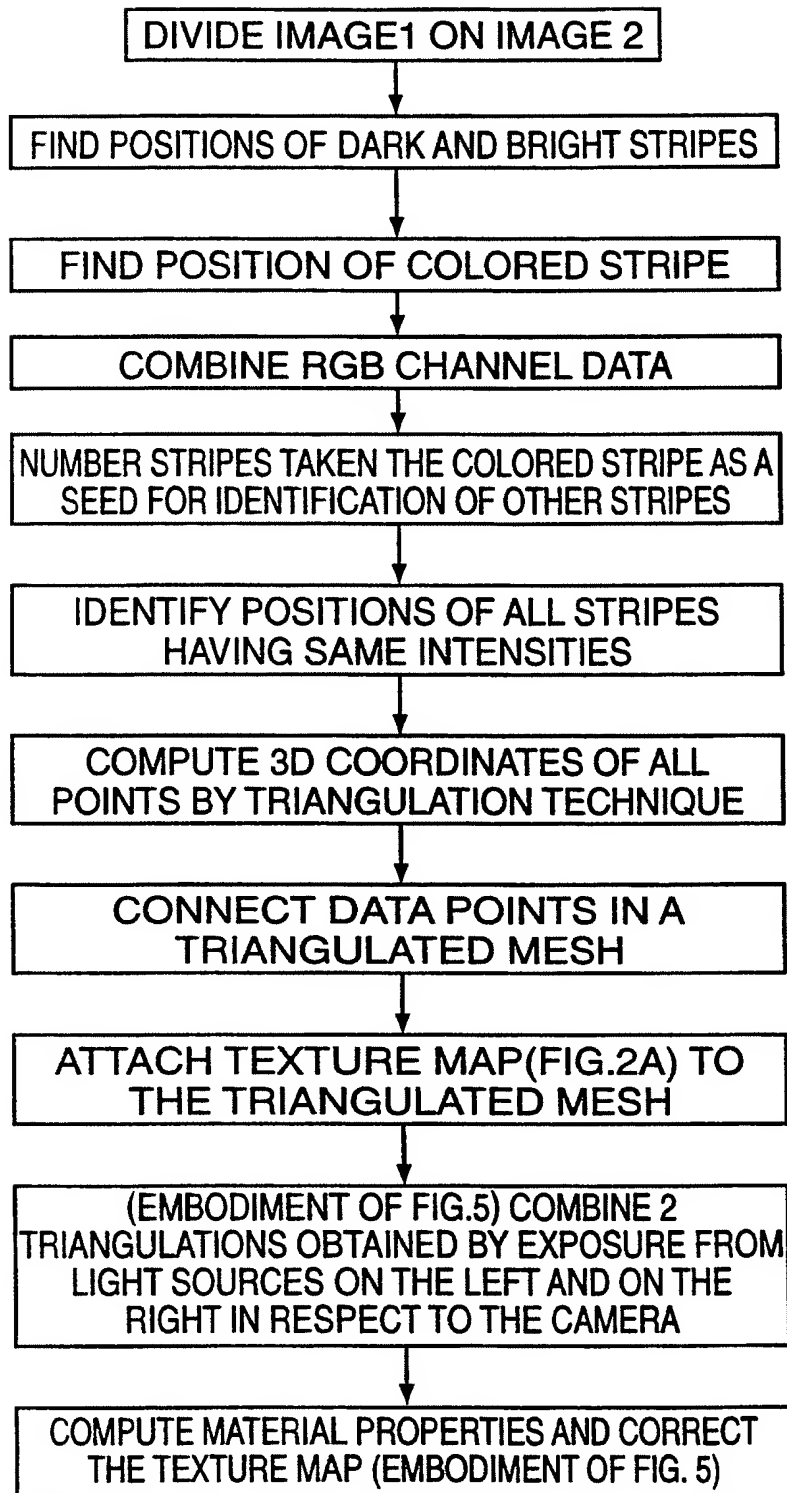 DIVIDE IMAGE1 ON IMAGE 2
FIND POSITIONS OF DARK AND BRIGHT STRIPES
FIND POSITION OF COLORED STRIPE
COMBINE RGB CHANNEL DATA
NUMBER STRIPES TAKEN THE COLORED STRIPE AS A
SEED FOR IDENTIFICATION OF OTHER STRIPES
IDENTIFY POSITIONS OF ALL STRIPES
HAVING SAME INTENSITIES
COMPUTE 3D COORDINATES OF ALL
POINTS BY TRIANGULATION TECHNIQUE
CONNECT DATA POINTS IN A
TRIANGULATED MESH
ATTACH TEXTURE MAP(FIG.2A) TO
THE TRIANGULATED MESH
(EMBODIMENT OF FIG.5) COMBINE 2
TRIANGULATIONS OBTAINED BY EXPOSURE FROM
LIGHT SOURCES ON THE LEFT AND ON THE
RIGHT IN RESPECT TO THE CAMERA
COMPUTE MATERIAL PROPERTIES AND CORRECT
THE TEXTURE MAP (EMBODIMENT OF FIG. 5)